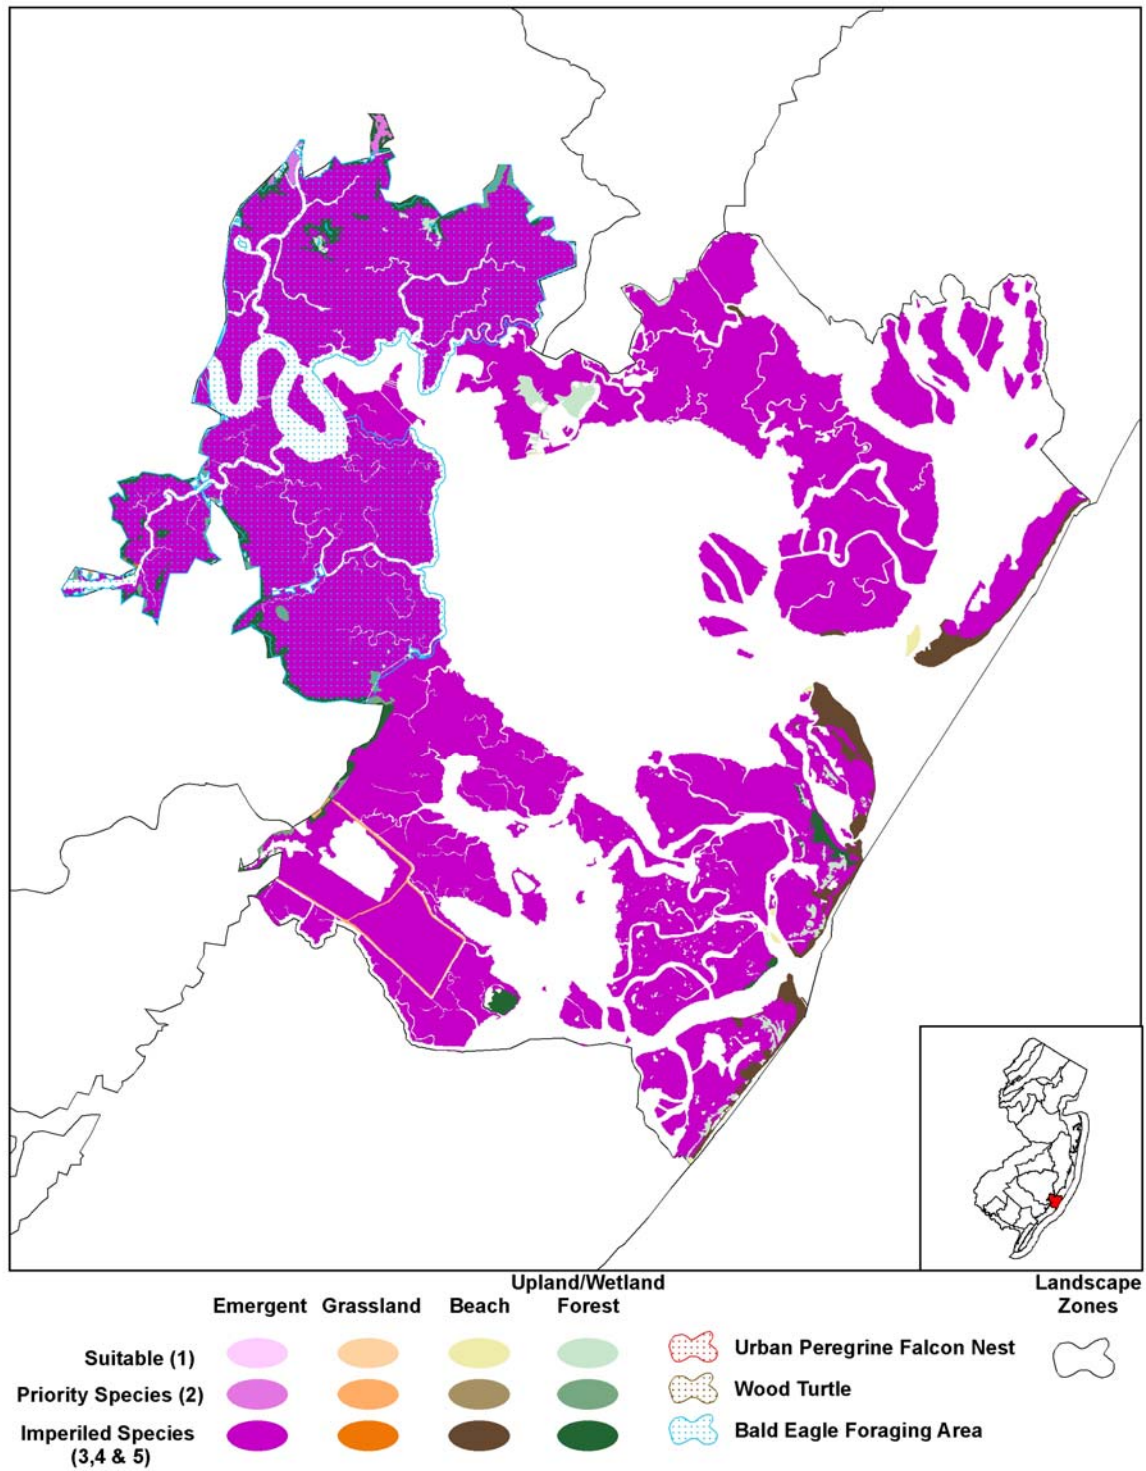 Upland/Wetland
Landscape
Emergent Grassland Beach Forest Zones
Suitable (1)
Urban Peregrine Falcon Nest
Priority Species (2)
Wood Turtle
Imperiled Species
(3,4 & 5)
Bald Eagle Foraging Area